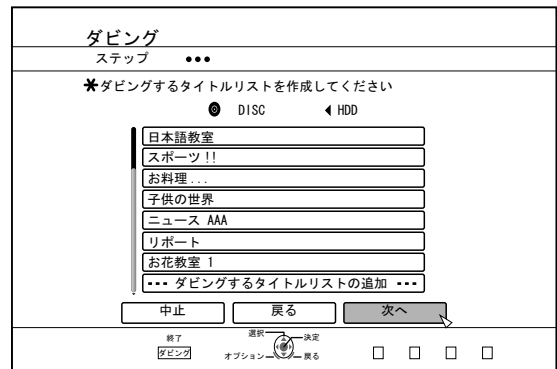 ダビング
ステップ ●●●
*ダビングするタイトルリストを作成してください
DISC ◀ HDD
日本語教室
スポーツ !!
お料理...
子供の世界
ニュース AAA
リポート
お花教室 1
--- ダビングするタイトルリストの追加 ---
中止 戻る 次へ
終了 選択 決定
ダビング オプション 戻る